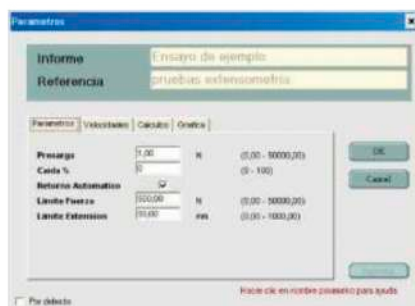 Parametros
Informe
Ensayo de ejemplo
Referencia
pruebas extensometria
Parametros Velocidades Calculos Grafica
Precarga 1,00 N (0,00 - 50000,00)
Caida % 0 (0 - 100)
Retorno Automatico
Limite Fuerza 500,00 N (0,00 - 50000,00)
Limite Extension mm (0,00 - 1000,00)
OK
Cancel
Hacer clic en nombre parametro para ayuda
Por defecto